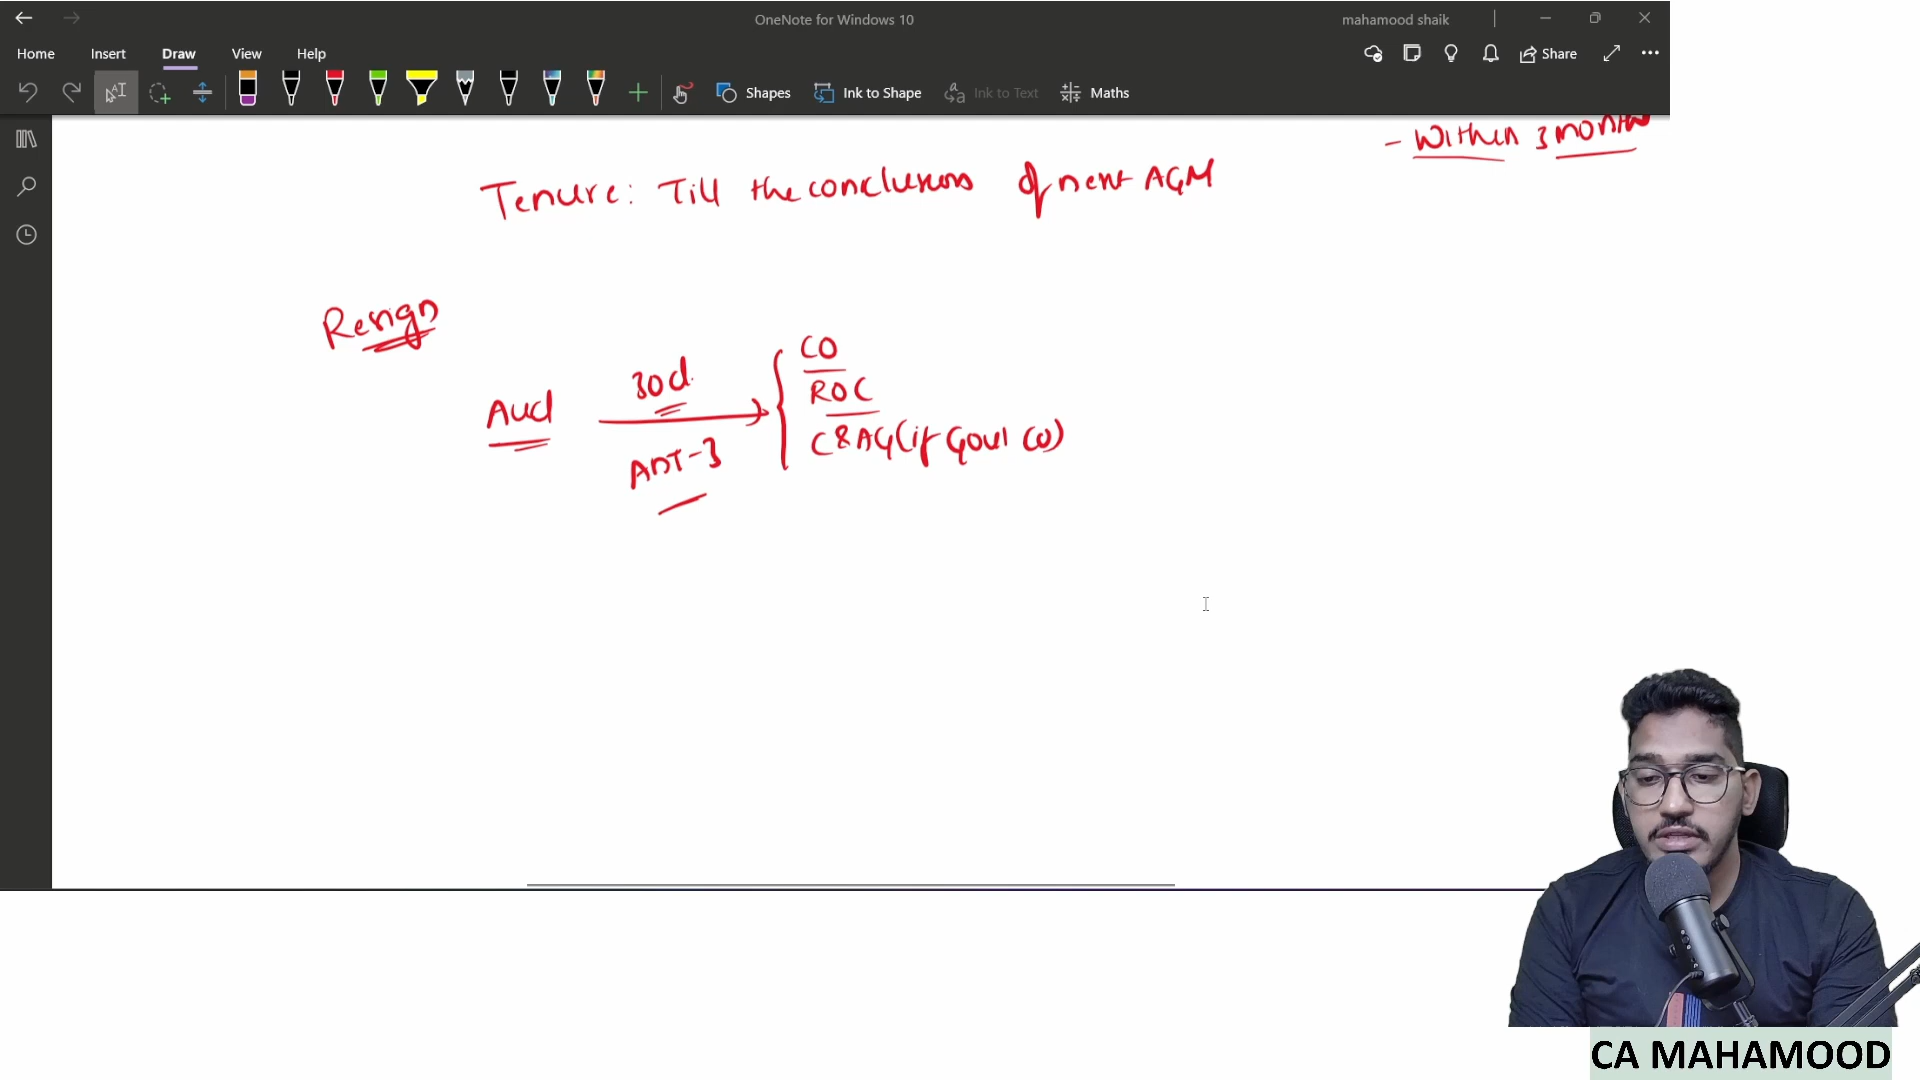 OneNote for Windows 10
mahamood shaik
Home Insert Draw View Help
Share
Shapes Ink to Shape Ink to Text Maths
- Within 3 months
Tenure: Till the conclusion of next AGM
Resign
Aud
30d.
ADT-3
CO
ROC
C&AG(if Govt Co)
CA MAHAMOOD